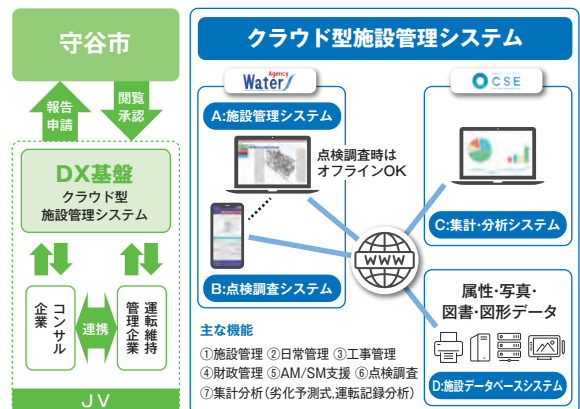 守谷市
報告
申請
閲覧
承認
DX基盤
クラウド型
施設管理システム
コンサル
企業
連携
運転維持
管理企業
JV
クラウド型施設管理システム
Water Agency
A:施設管理システム
点検調査時は
オフラインOK
B:点検調査システム
CSE
C:集計・分析システム
WWW
属性・写真・
図書・図形データ
D:施設データベースシステム
主な機能
①施設管理 ②日常管理 ③工事管理
④財政管理 ⑤AM/SM支援 ⑥点検調査
⑦集計分析(劣化予測式,運転記録分析)